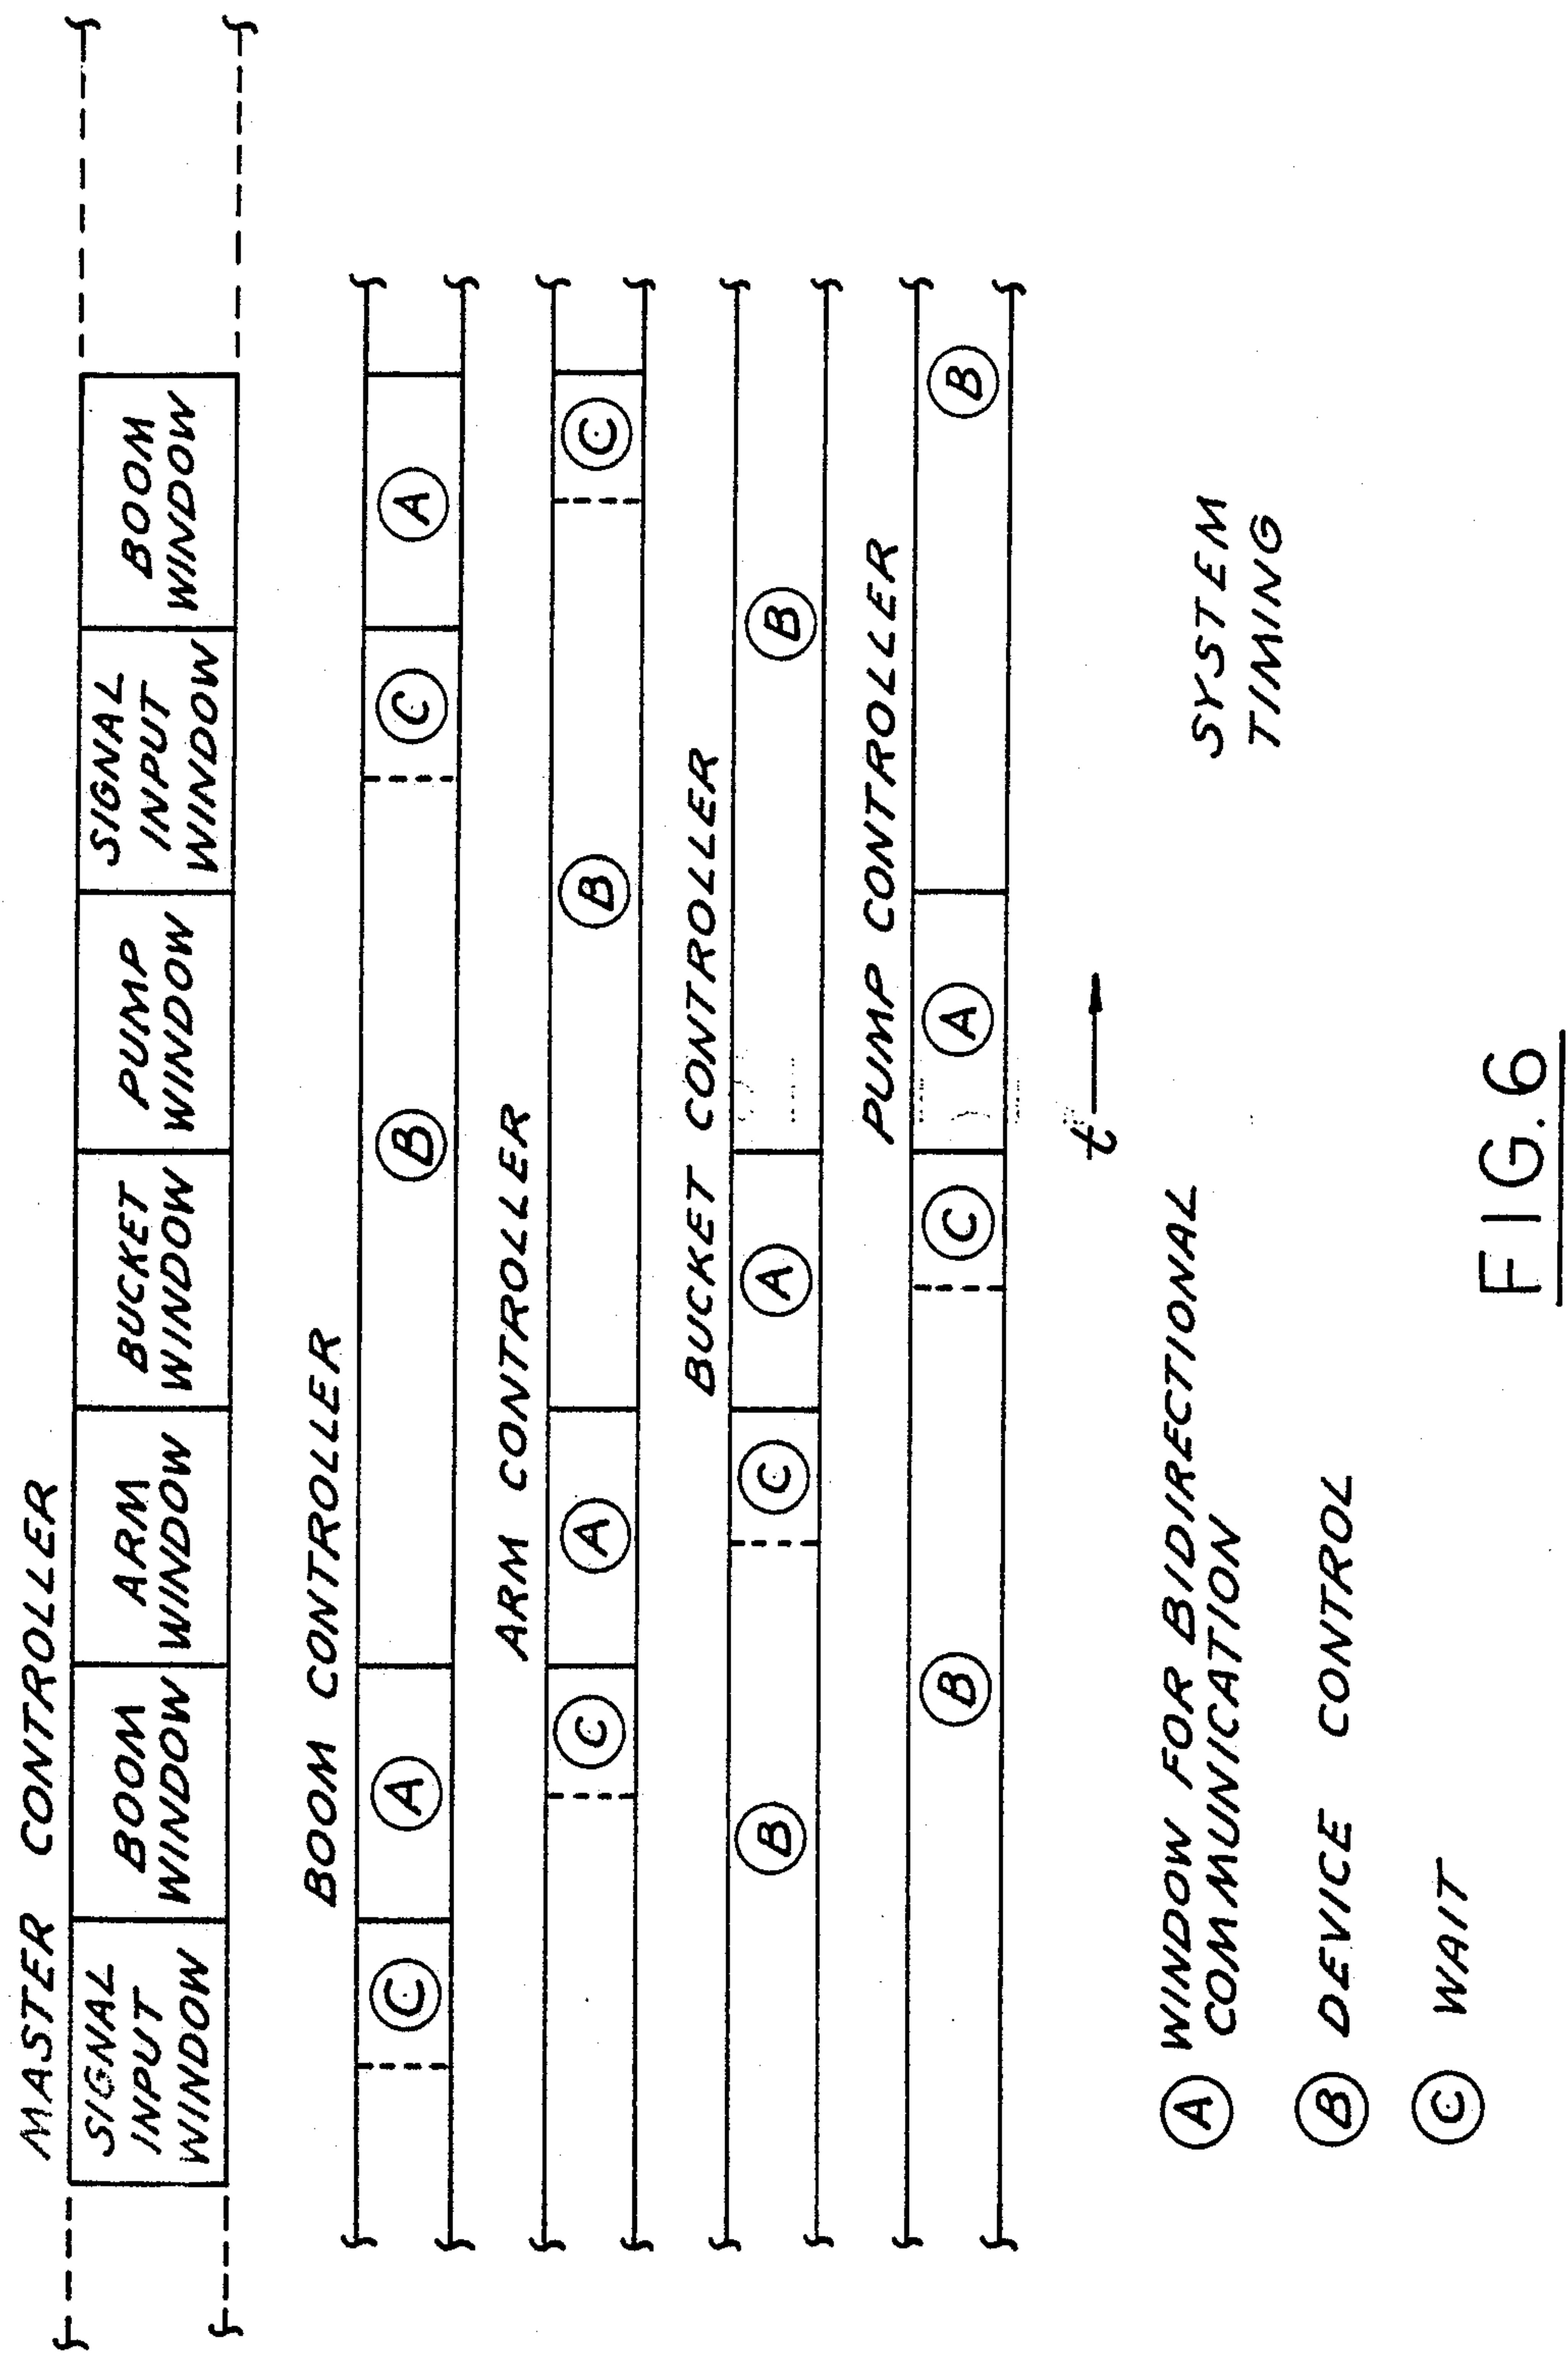 MASTER CONTROLLER
SIGNAL
INPUT
WINDOW
BOOM
WINDOW
ARM
WINDOW
BUCKET
WINDOW
PUMP
WINDOW
SIGNAL
INPUT
WINDOW
BOOM
WINDOW
BOOM CONTROLLER
C A B C A
ARM CONTROLLER
C A B C
BUCKET CONTROLLER
B C A B
PUMP CONTROLLER
B C A B
t
A WINDOW FOR BIDIRECTIONAL
COMMUNICATION
B DEVICE CONTROL
C WAIT
SYSTEM
TIMING
FIG.6